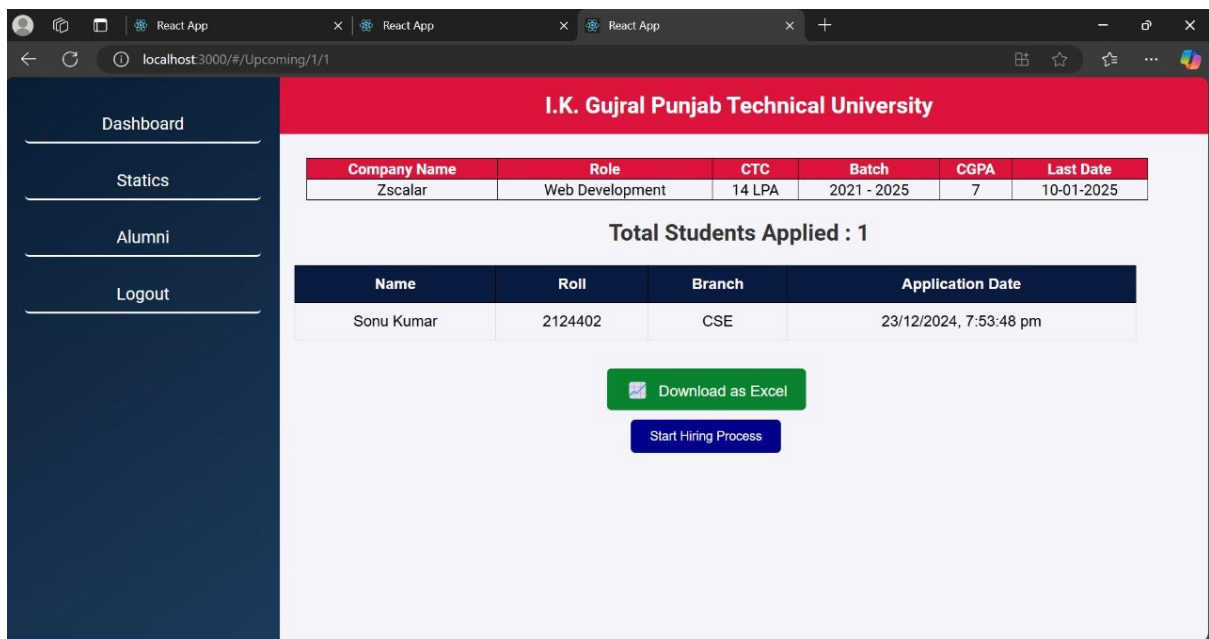 React App
React App
React App
localhost:3000/#/Upcoming/1/1
Dashboard
Statics
Alumni
Logout
I.K. Gujral Punjab Technical University
Company Name Role CTC Batch CGPA Last Date
Zscalar Web Development 14 LPA 2021 - 2025 7 10-01-2025
Total Students Applied : 1
Name Roll Branch Application Date
Sonu Kumar 2124402 CSE 23/12/2024, 7:53:48 pm
Download as Excel
Start Hiring Process